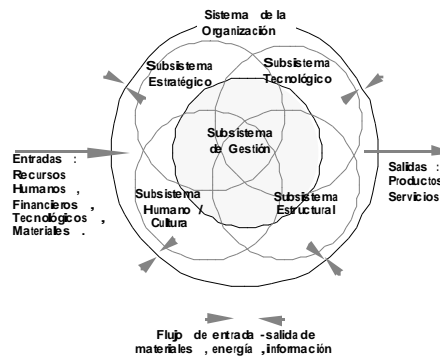 Sistema de la
Organización
Subsistema
Estratégico
Subsistema
Tecnológico
Subsistema
de Gestión
Entradas :
Recursos
Humanos ,
Financieros ,
Tecnológicos ,
Materiales .
Subsistema
Humano /
Cultura
Subsistema
Estructural
Salidas :
Productos
Servicios
Flujo de entrada - salida de
materiales , energía , información